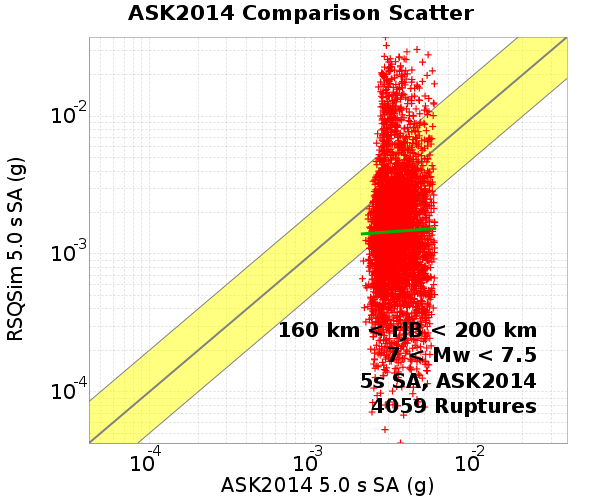 ASK2014 Comparison Scatter
RSQSim 5.0 s SA (g)
10-2
10-3
10-4
160 km < rJB < 200 km
7 < Mw < 7.5
5s SA, ASK2014
4059 Ruptures
10-4 10-3 10-2
ASK2014 5.0 s SA (g)